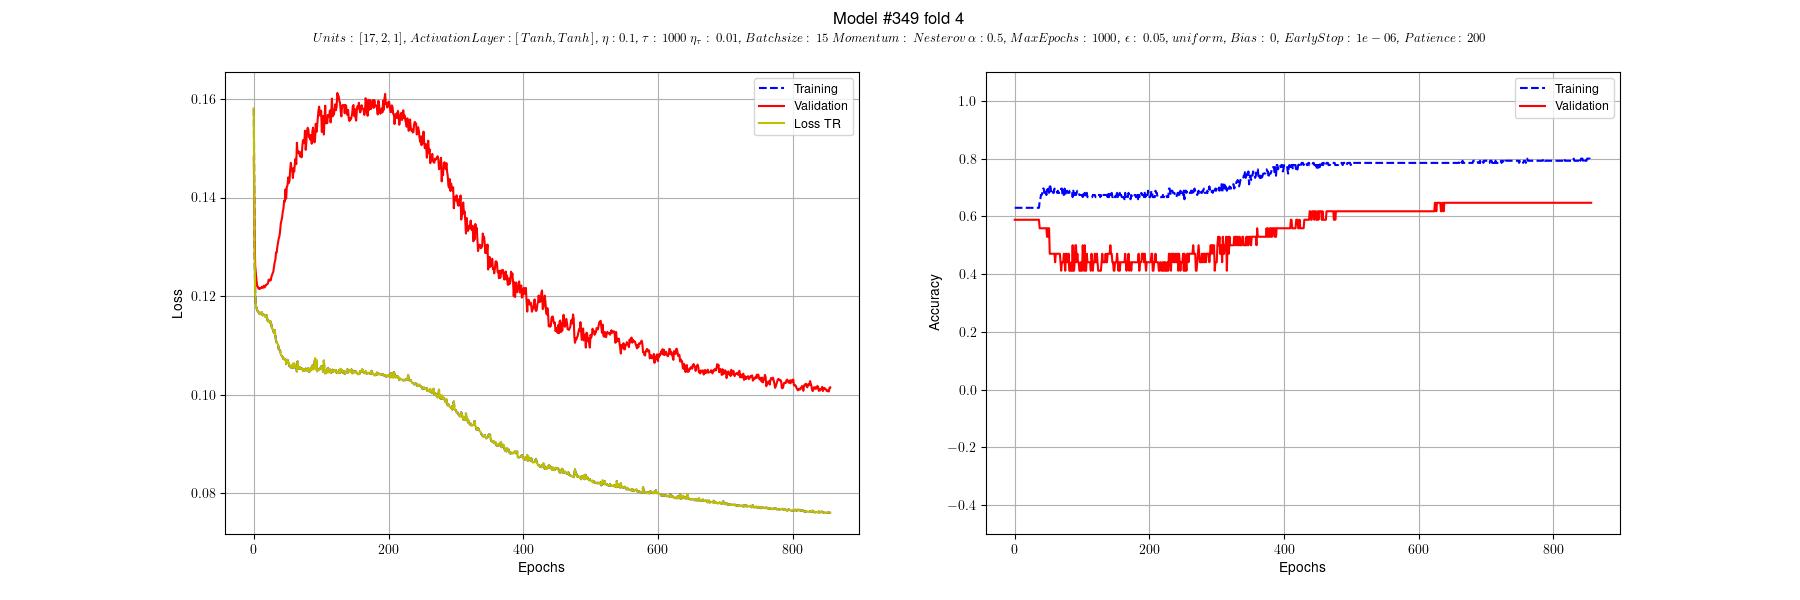 Model #349 fold 4
Units : [17, 2, 1], ActivationLayer : [Tanh, Tanh], η : 0.1, τ : 1000 η_τ : 0.01, Batchsize : 15 Momentum : Nesterov α : 0.5, MaxEpochs : 1000, ϵ : 0.05, uniform, Bias : 0, EarlyStop : 1e − 06, Patience : 200
Training
Validation
Loss TR
0.16
0.14
0.12
0.10
0.08
Loss
0 200 400 600 800
Epochs
Training
Validation
1.0
0.8
0.6
0.4
0.2
0.0
−0.2
−0.4
Accuracy
0 200 400 600 800
Epochs